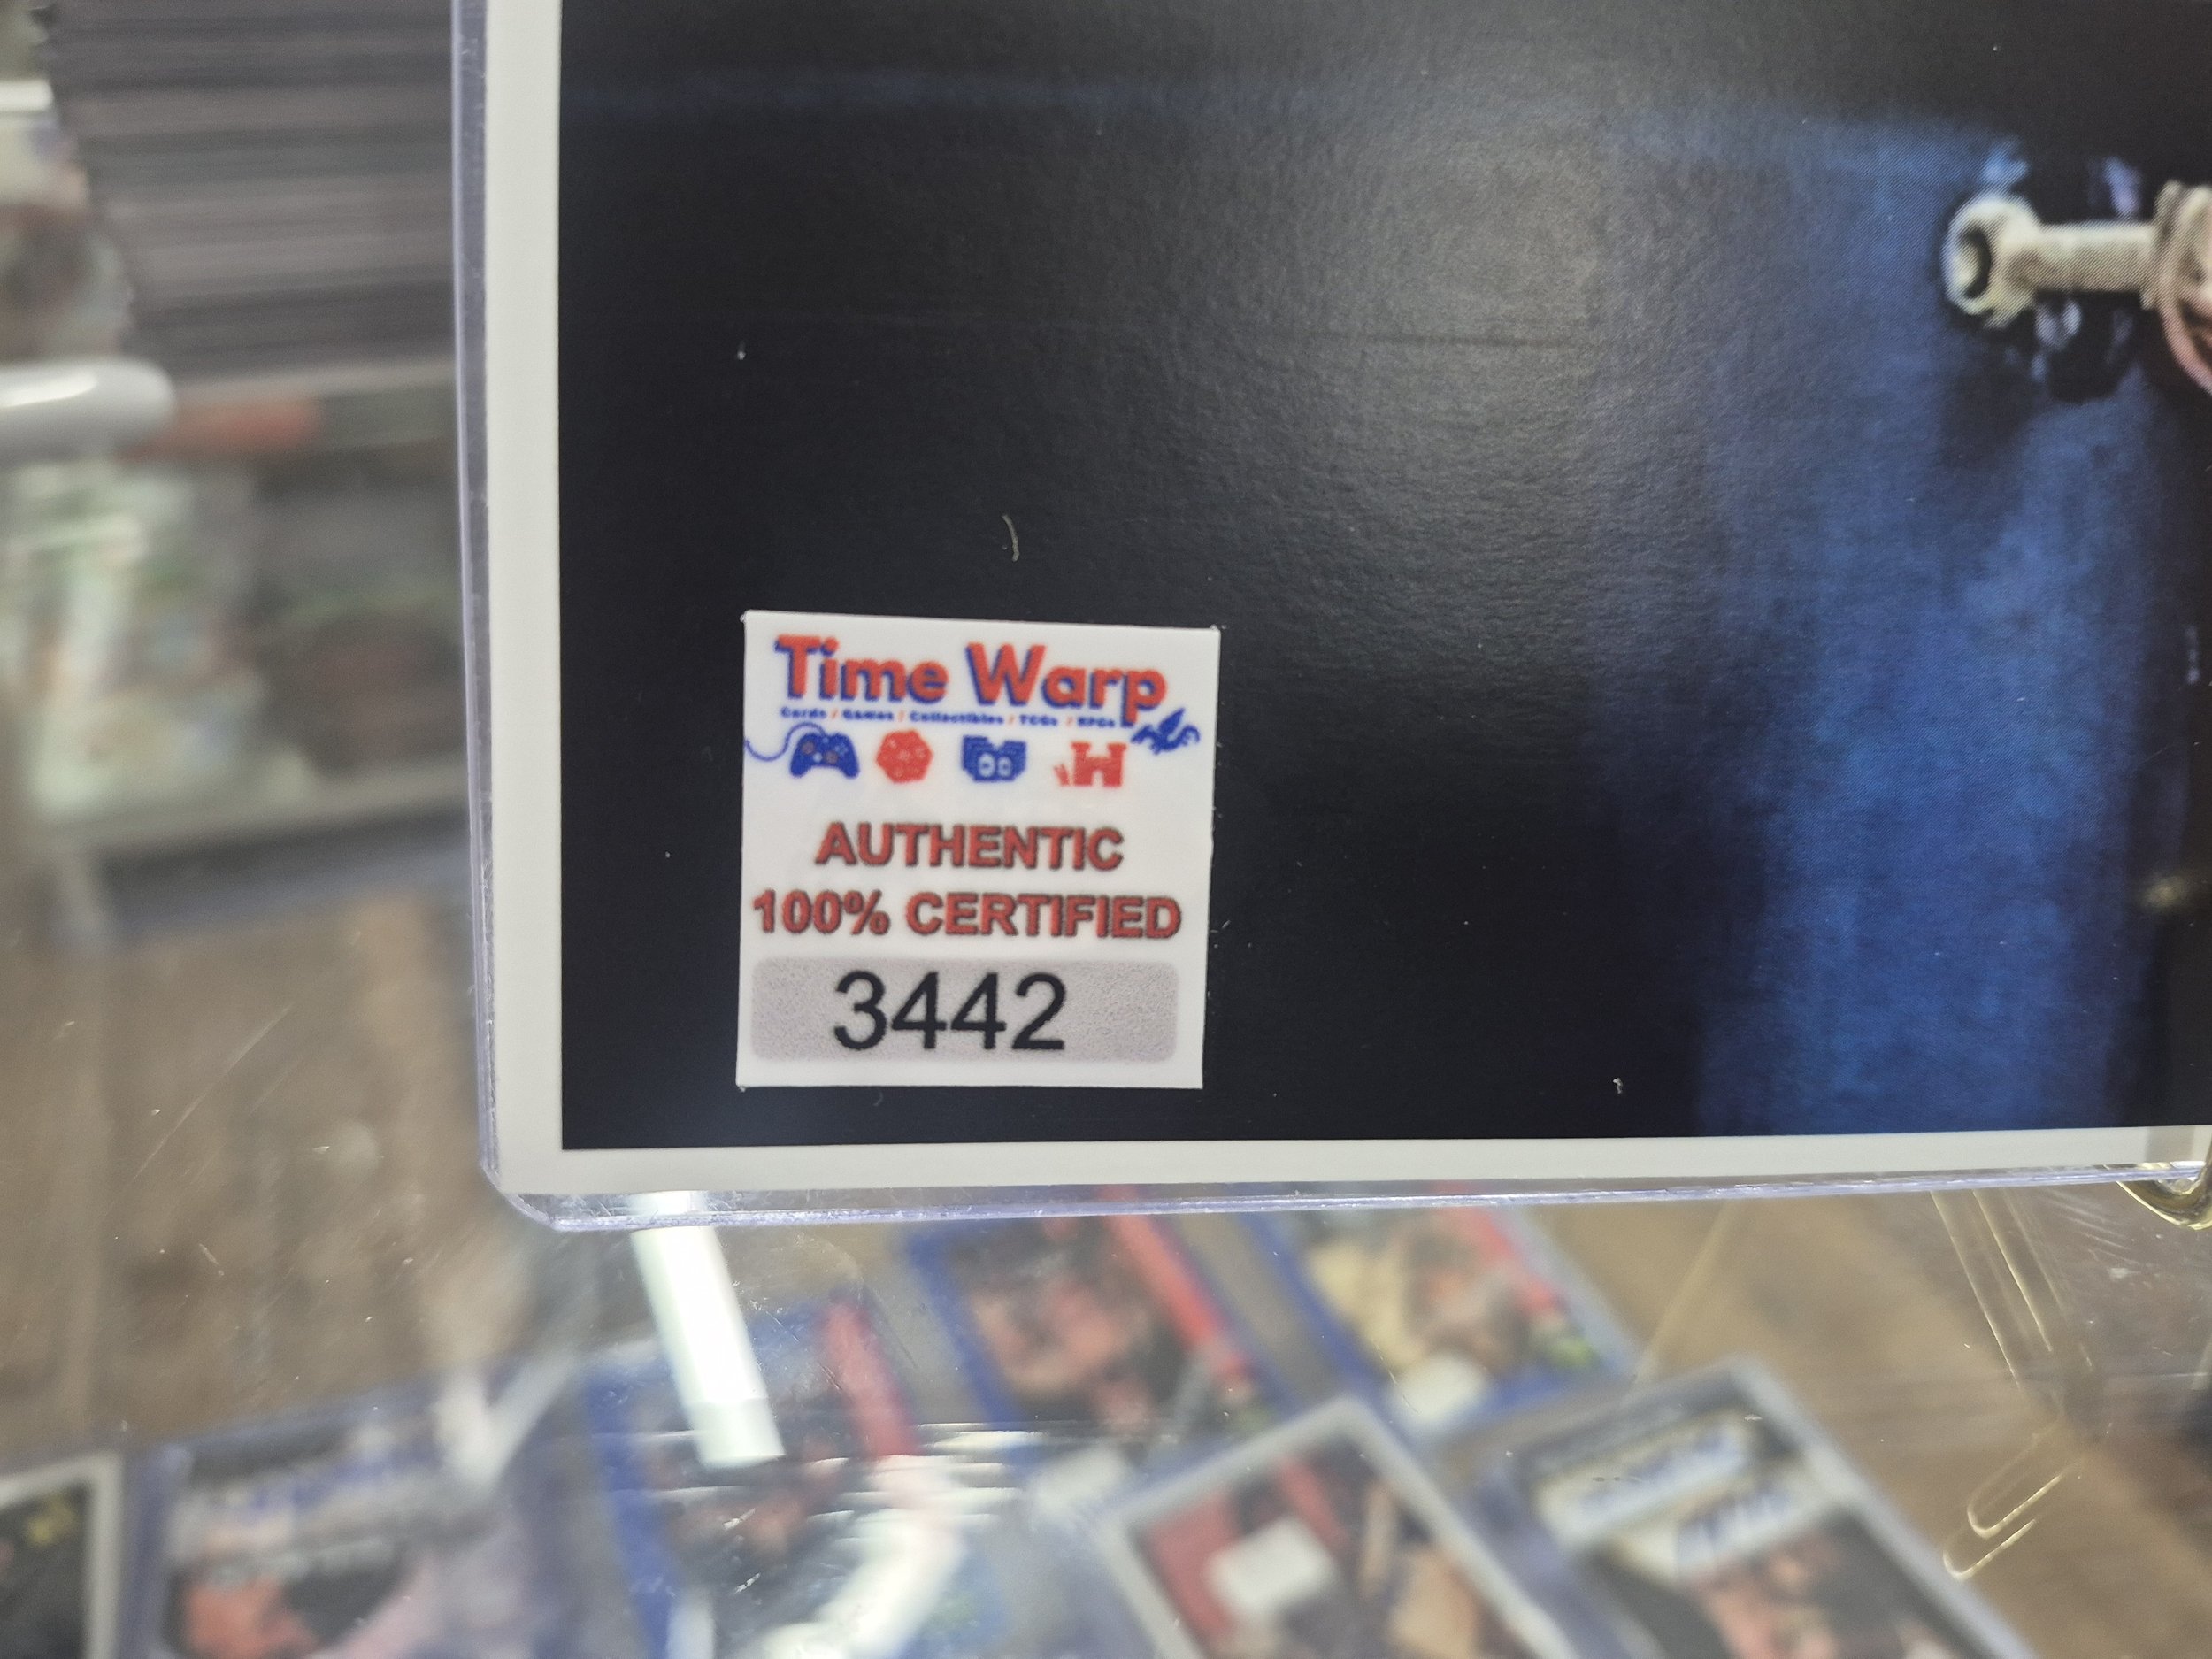 Time Warp
Cards / Games / Collectibles / TCGs / RPGs
AUTHENTIC
100% CERTIFIED
3442